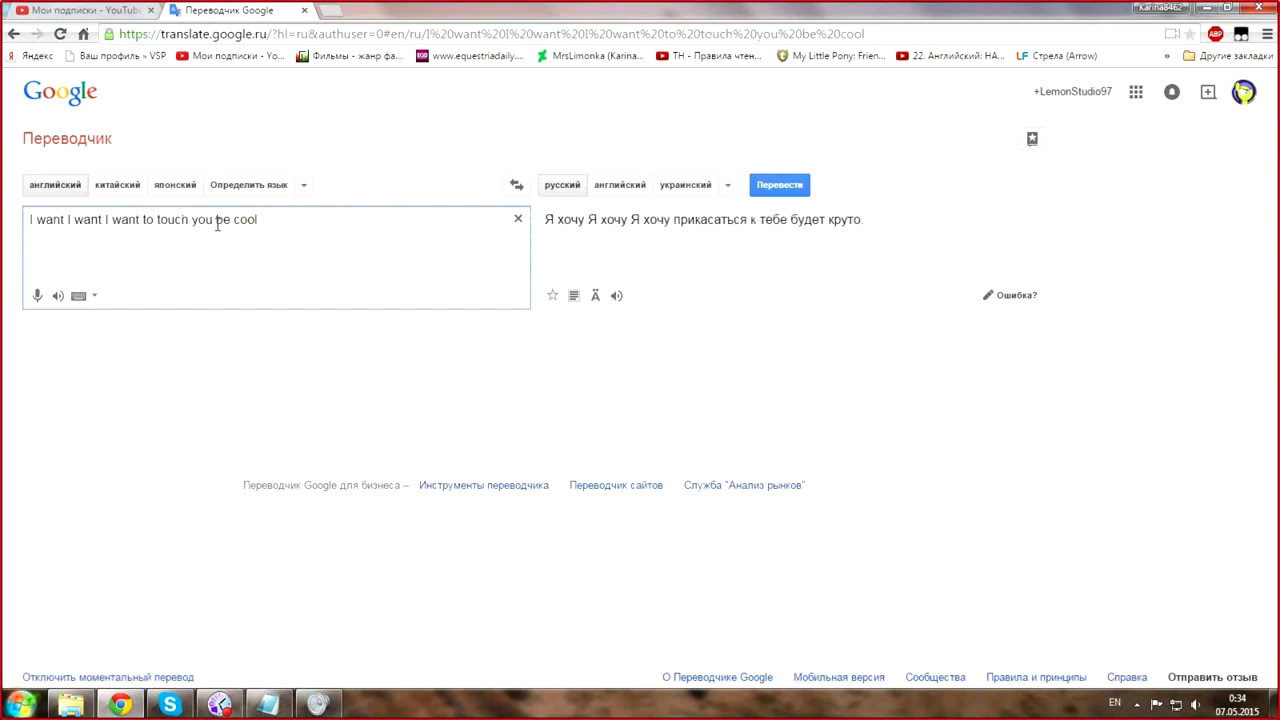 Karina8462
Мои подписки - YouTube
Переводчик Google
https://translate.google.ru/?hl=ru&authuser=0#en/ru/I%20want%20I%20want%20I%20want%20to%20touch%20you%20be%20cool
ABP
Яндекс
Ваш профиль » VSP
Мои подписки - Yo...
Фильмы - жанр фа...
www.equestriadaily....
MrsLimonka (Karina...
ТН - Правила чтени...
My Little Pony: Frien...
22. Английский: НА...
LF Стрела (Arrow)
»
Другие закладки
Google
+LemonStudio97
Переводчик
английский китайский японский Определить язык
русский английский украинский
Перевести
I want I want I want to touch you be cool
Я хочу Я хочу Я хочу прикасаться к тебе будет круто.
Ä
Ошибка?
Переводчик Google для бизнеса – Инструменты переводчика Переводчик сайтов Служба "Анализ рынков"
Отключить моментальный перевод
О Переводчике Google Мобильная версия Сообщества Правила и принципы Справка Отправить отзыв
EN
0:34
07.05.2015